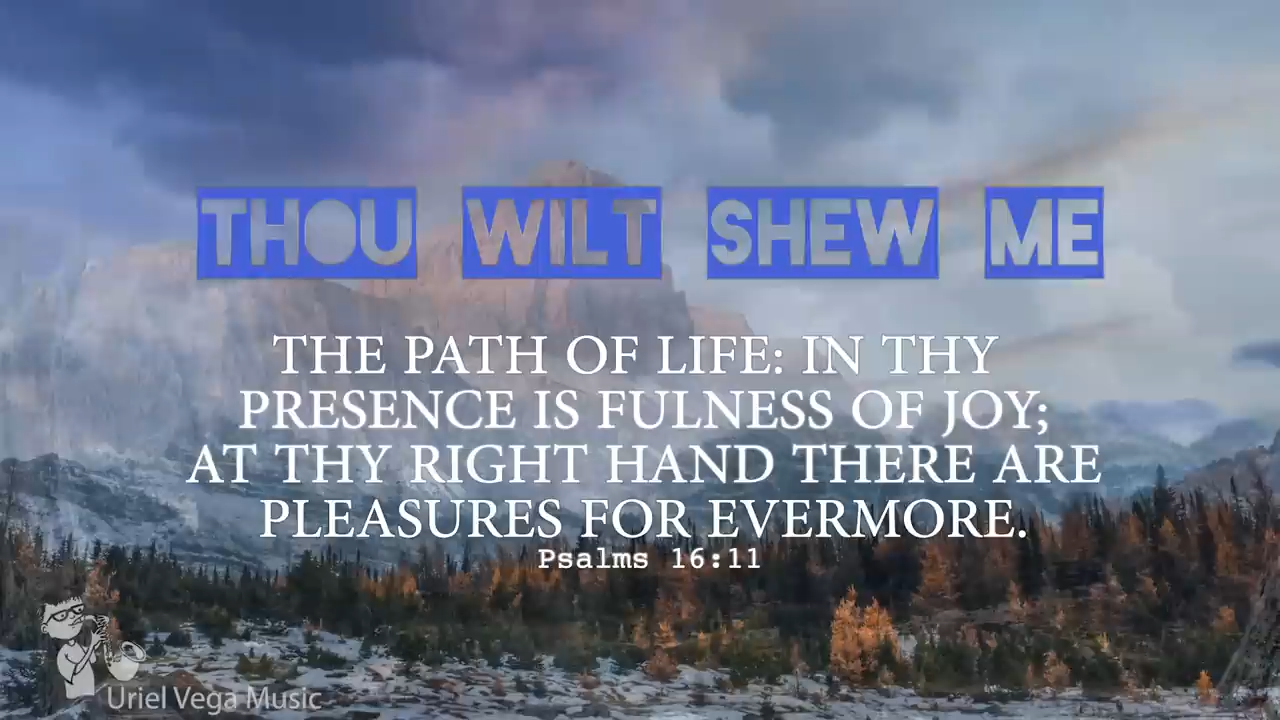 THOU WILT SHEW ME
THE PATH OF LIFE: IN THY
PRESENCE IS FULNESS OF JOY;
AT THY RIGHT HAND THERE ARE
PLEASURES FOR EVERMORE.
Psalms 16:11
Uriel Vega Music